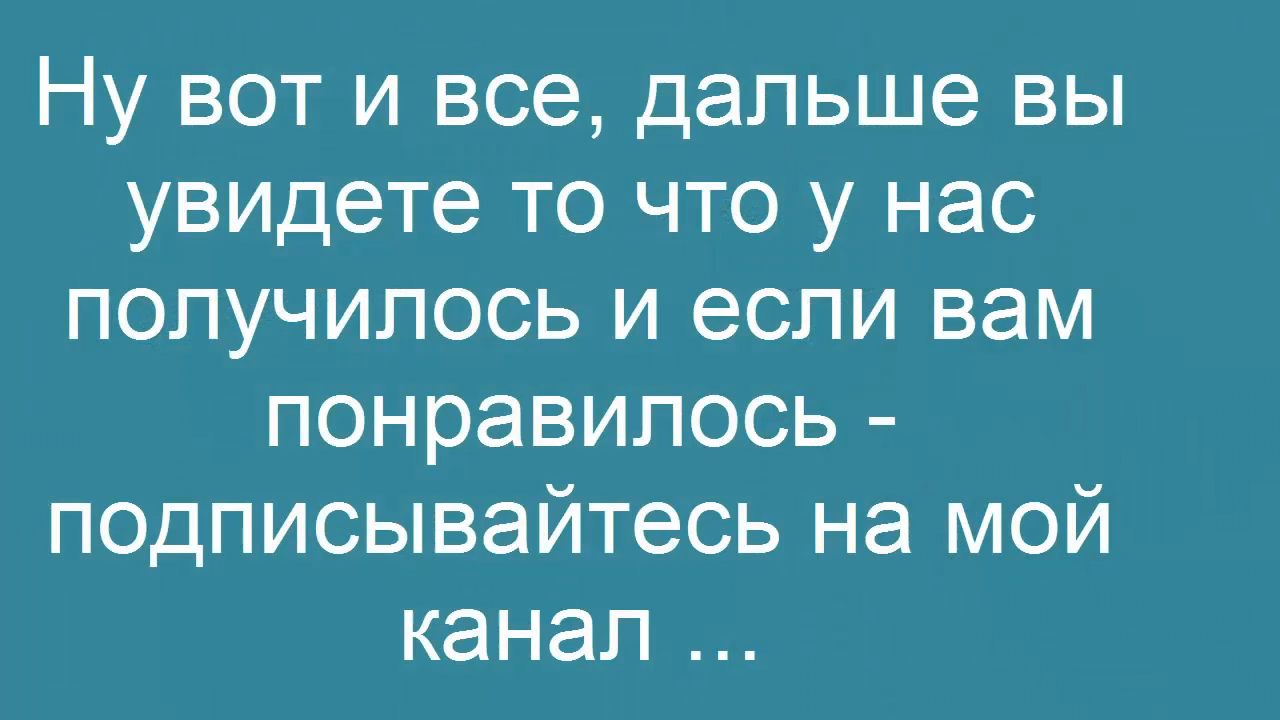 Ну вот и все, дальше вы
увидете то что у нас
получилось и если вам
понравилось -
подписывайтесь на мой
канал ...